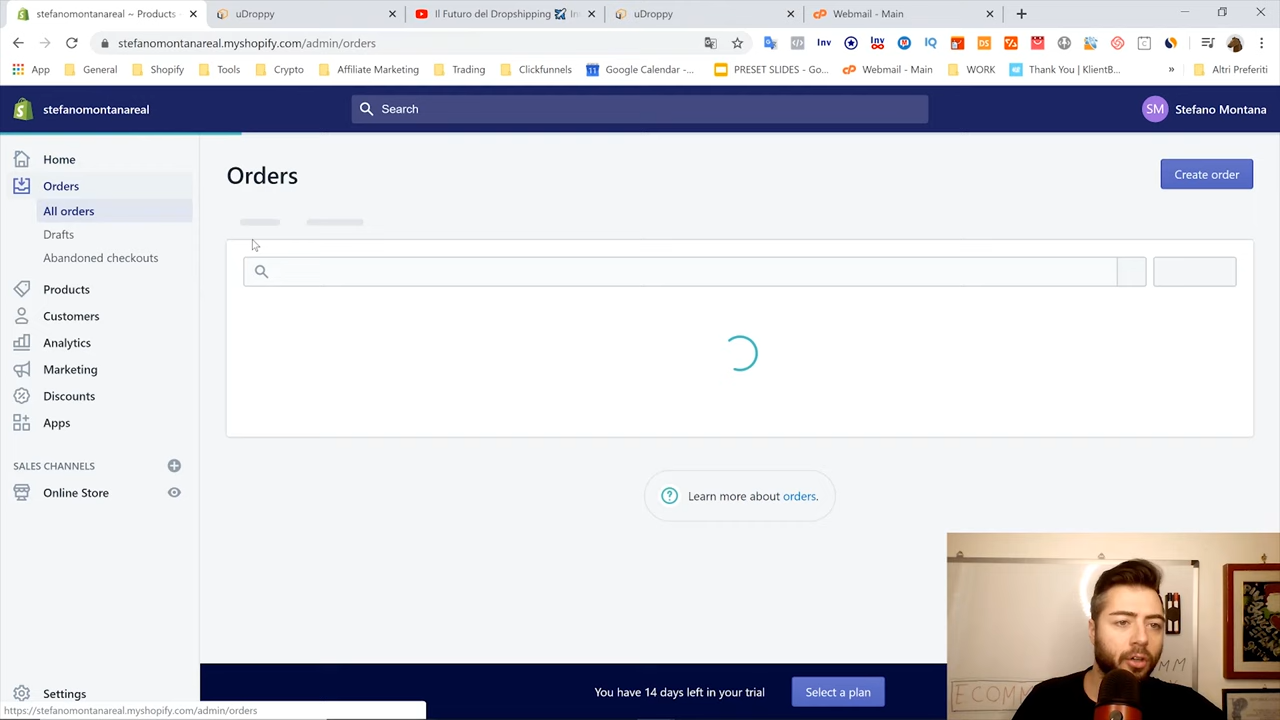 stefanomontanareal ~ Products ·
uDroppy
Il Futuro del Dropshipping
uDroppy
Webmail - Main
stefanomontanareal.myshopify.com/admin/orders
App
General
Shopify
Tools
Crypto
Affiliate Marketing
Trading
Clickfunnels
Google Calendar -...
PRESET SLIDES - Go...
Webmail - Main
WORK
Thank You | KlientB...
»
Altri Preferiti
stefanomontanareal
Search
SM
Stefano Montana
Home
Orders
All orders
Drafts
Abandoned checkouts
Products
Customers
Analytics
Marketing
Discounts
Apps
SALES CHANNELS
Online Store
Settings
Orders
Create order
Learn more about orders.
You have 14 days left in your trial
Select a plan
https://stefanomontanareal.myshopify.com/admin/orders